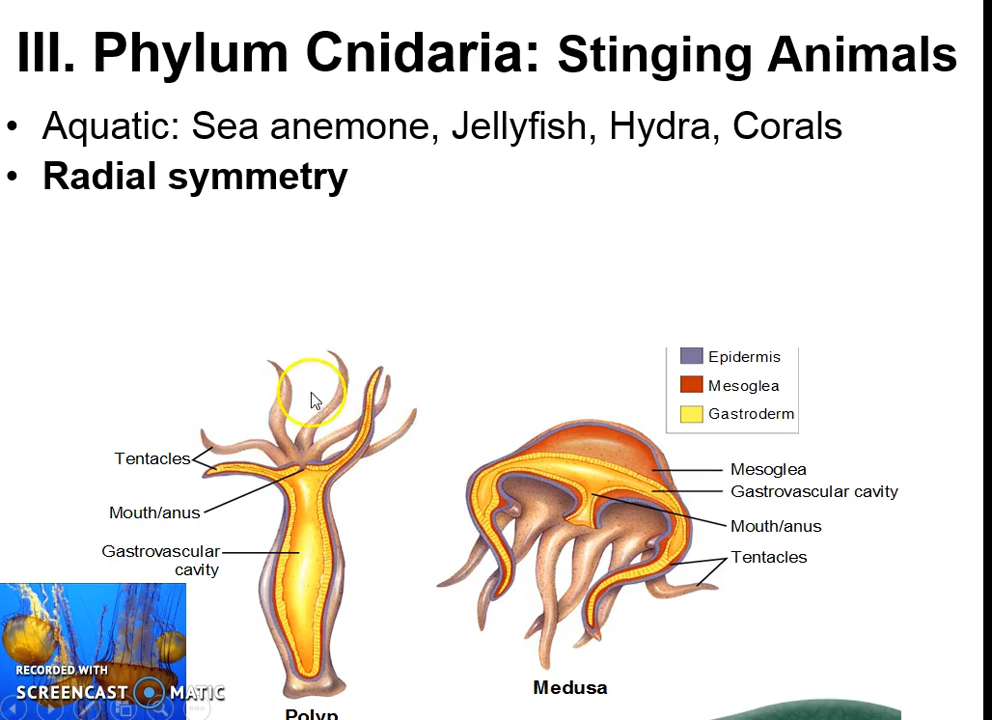 III. Phylum Cnidaria: Stinging Animals
• Aquatic: Sea anemone, Jellyfish, Hydra, Corals
• Radial symmetry
Epidermis
Mesoglea
Gastroderm
Tentacles
Mouth/anus
Gastrovascular
cavity
Mesoglea
Gastrovascular cavity
Mouth/anus
Tentacles
Medusa
Polyp
RECORDED WITH
SCREENCAST MATIC